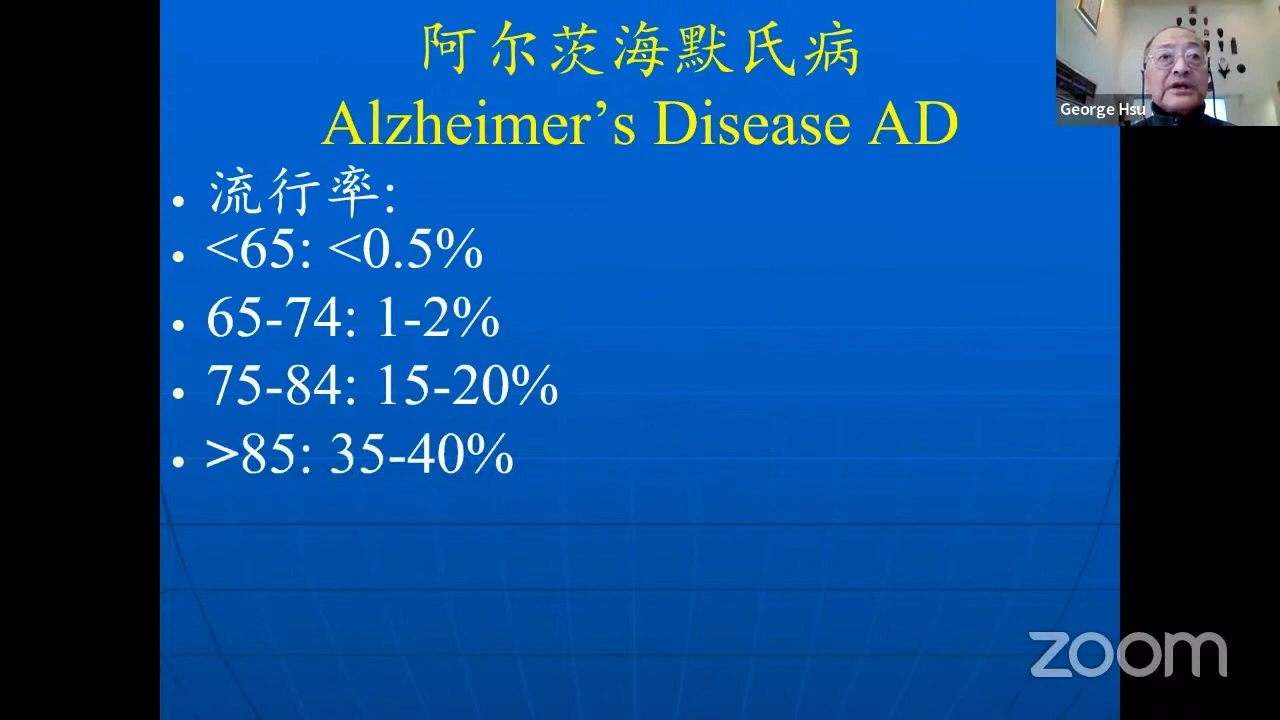 阿尔茨海默氏病
Alzheimer's Disease AD
George Hsu
• 流行率:
• <65: <0.5%
• 65-74: 1-2%
• 75-84: 15-20%
• >85: 35-40%
zoom